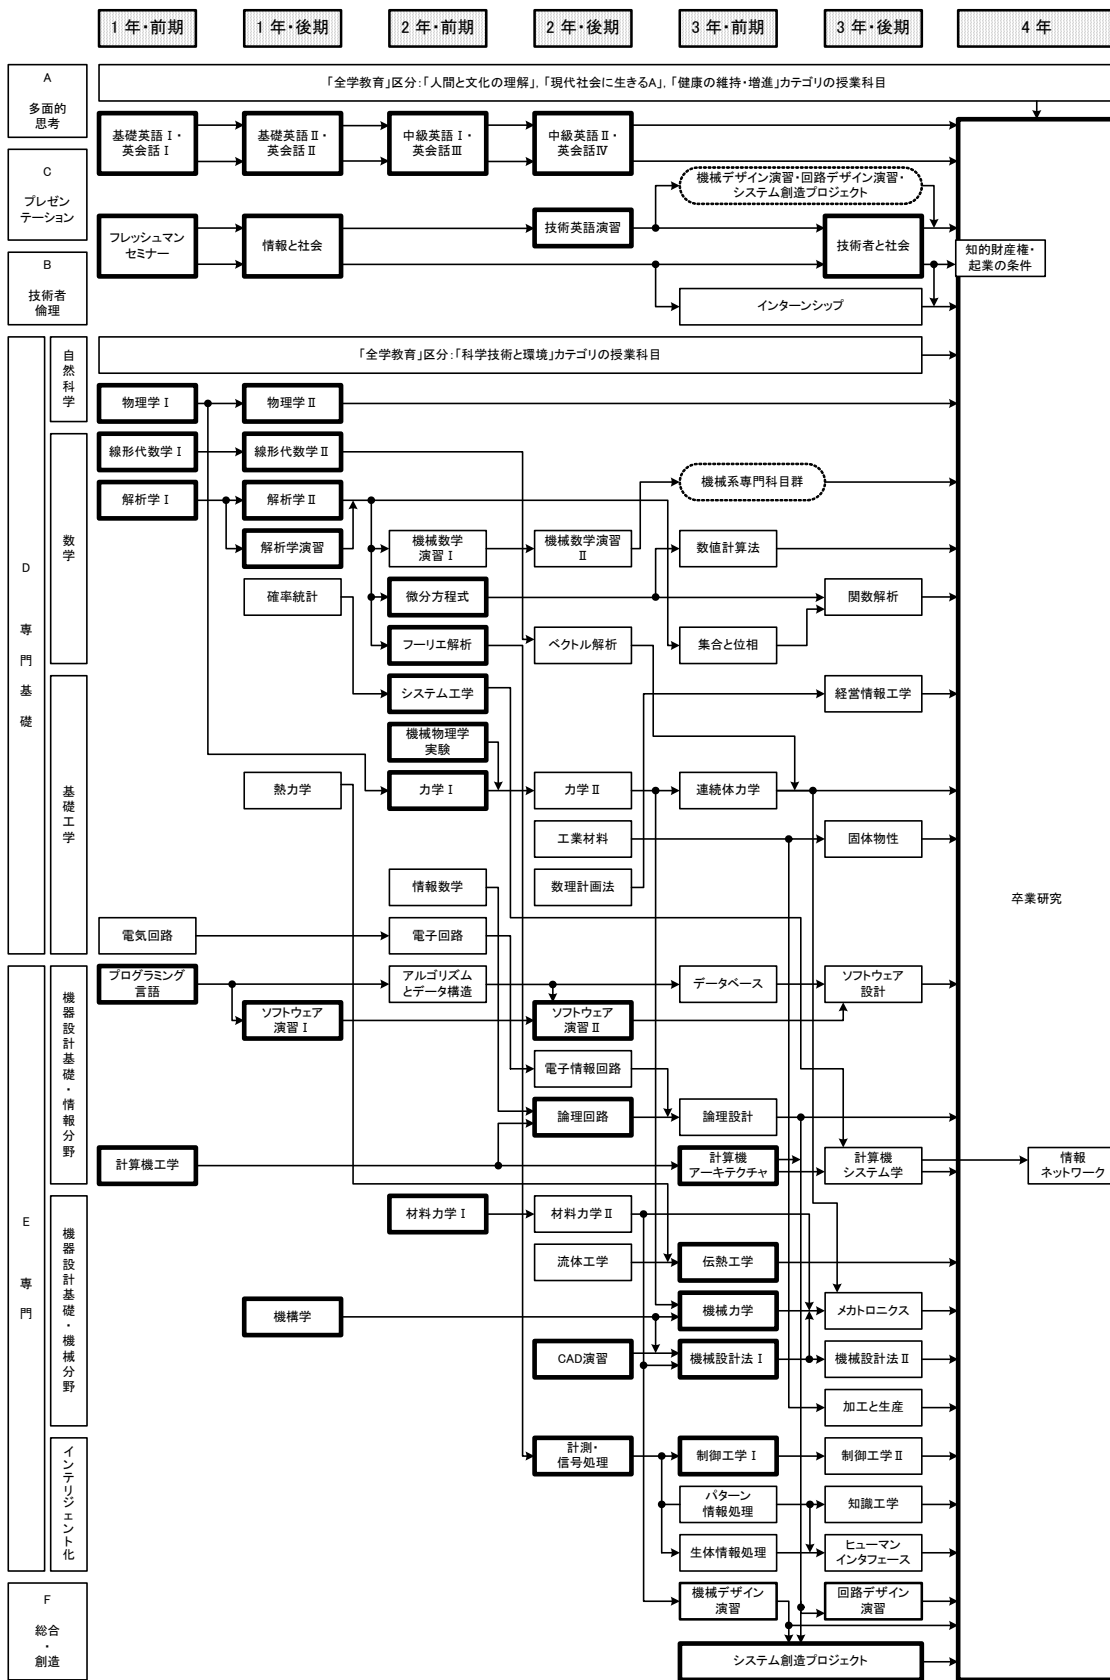 1 年・前期
1 年・後期
2 年・前期
2 年・後期
3 年・前期
3 年・後期
4 年
A
多面的
思考
「全学教育」区分：「人間と文化の理解」，「現代社会に生きるA」，「健康の維持・増進」カテゴリの授業科目
基礎英語Ⅰ・
英会話Ⅰ
基礎英語Ⅱ・
英会話Ⅱ
中級英語Ⅰ・
英会話Ⅲ
中級英語Ⅱ・
英会話Ⅳ
C
プレゼン
テーション
機械デザイン演習・回路デザイン演習・
システム創造プロジェクト
フレッシュマン
セミナー
情報と社会
技術英語演習
技術者と社会
知的財産権・
起業の条件
B
技術者
倫理
インターンシップ
D
専
門
基
礎
自
然
科
学
「全学教育」区分：「科学技術と環境」カテゴリの授業科目
物理学Ⅰ
物理学Ⅱ
数
学
線形代数学Ⅰ
線形代数学Ⅱ
解析学Ⅰ
解析学Ⅱ
機械系専門科目群
解析学演習
機械数学
演習Ⅰ
機械数学演習
Ⅱ
数値計算法
確率統計
微分方程式
関数解析
フーリエ解析
ベクトル解析
集合と位相
基
礎
工
学
システム工学
経営情報工学
機械物理学
実験
熱力学
力学Ⅰ
力学Ⅱ
連続体力学
工業材料
固体物性
情報数学
数理計画法
卒業研究
電気回路
電子回路
E
専
門
機
器
設
計
基
礎
・
情
報
分
野
プログラミング
言語
アルゴリズム
とデータ構造
データベース
ソフトウェア
設計
ソフトウェア
演習Ⅰ
ソフトウェア
演習Ⅱ
電子情報回路
論理回路
論理設計
計算機工学
計算機
アーキテクチャ
計算機
システム学
情報
ネットワーク
機
器
設
計
基
礎
・
機
械
分
野
材料力学Ⅰ
材料力学Ⅱ
流体工学
伝熱工学
機構学
機械力学
メカトロニクス
CAD演習
機械設計法Ⅰ
機械設計法Ⅱ
加工と生産
イ
ン
テ
リ
ジ
ェ
ン
ト
化
計測・
信号処理
制御工学Ⅰ
制御工学Ⅱ
パターン
情報処理
知識工学
生体情報処理
ヒューマン
インタフェース
F
総合
・
創造
機械デザイン
演習
回路デザイン
演習
システム創造プロジェクト